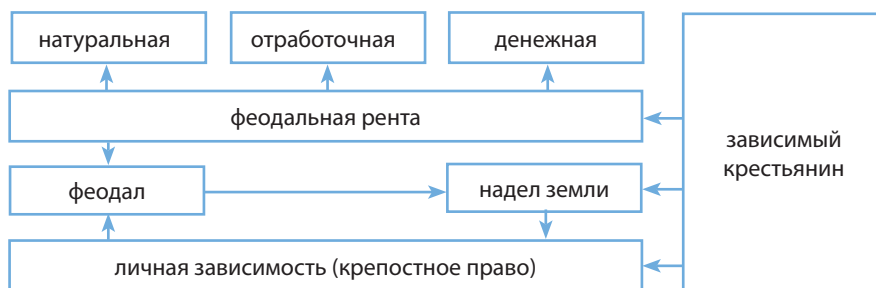 натуральная
отработочная
денежная
феодальная рента
зависимый
крестьянин
феодал
надел земли
личная зависимость (крепостное право)